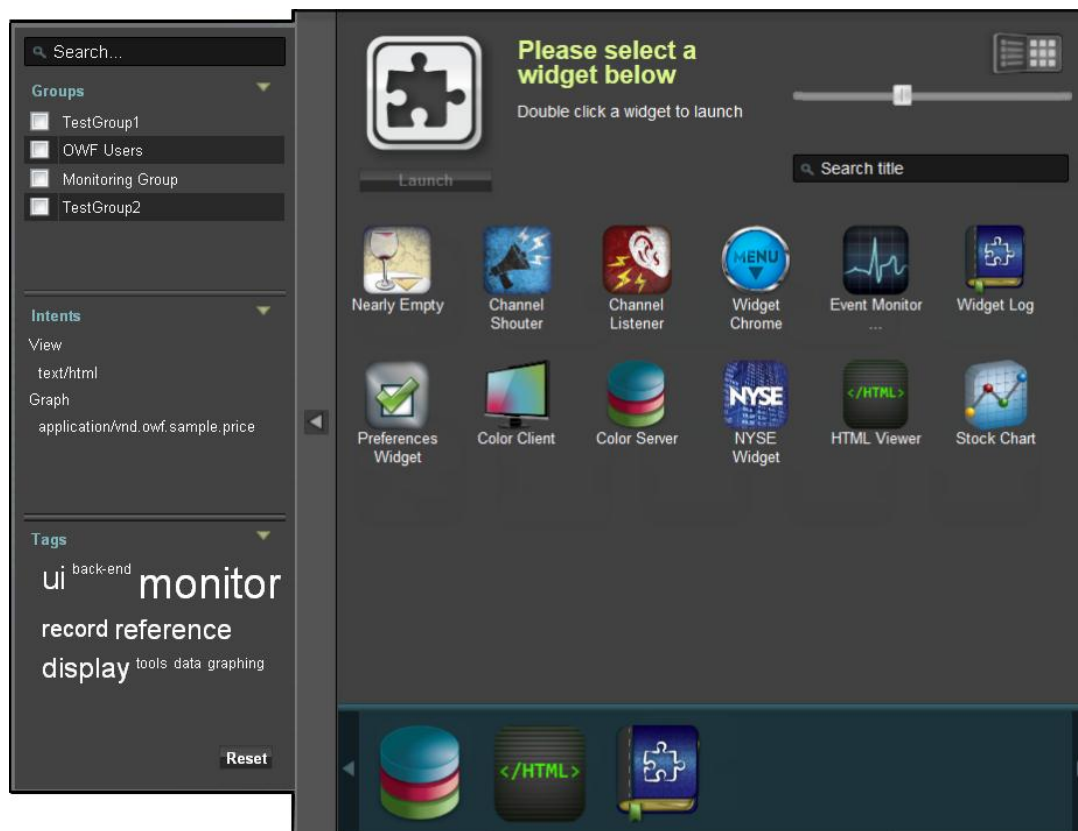 Search...
Groups
TestGroup1
OWF Users
Monitoring Group
TestGroup2
Intents
View
text/html
Graph
application/vnd.owf.sample.price
Tags
ui back-end monitor
record reference
display tools data graphing
Reset
Please select a
widget below
Double click a widget to launch
Launch
Search title
MENU
Nearly Empty
Channel
Shouter
Channel
Listener
Widget
Chrome
Event Monitor
...
Widget Log
NYSE
</HTML>
Preferences
Widget
Color Client
Color Server
NYSE
Widget
HTML Viewer
Stock Chart
</HTML>